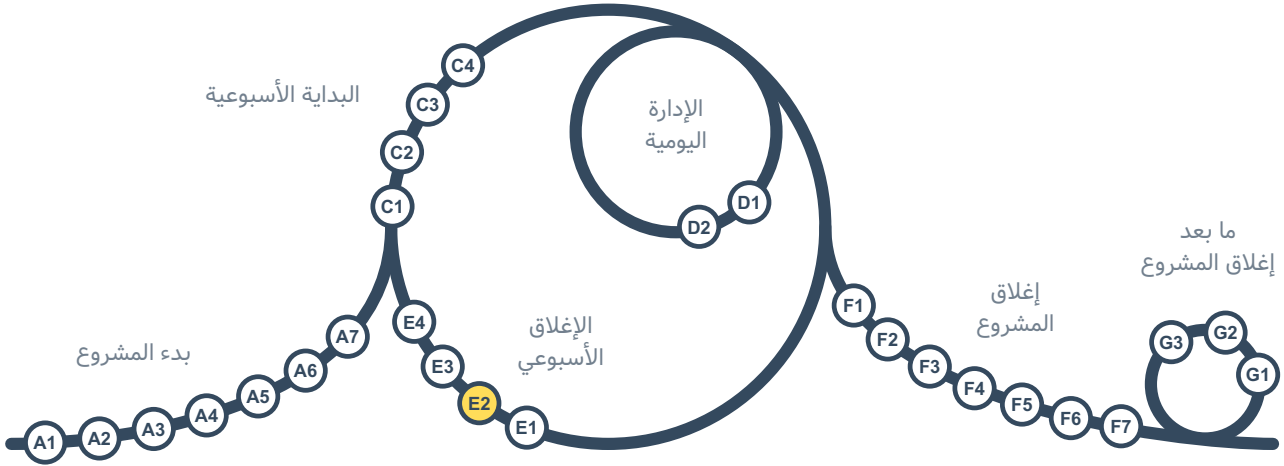 البداية الأسبوعية
C4
C3
C2
C1
الإدارة
اليومية
D1
D2
ما بعد
إغلاق المشروع
G3
G2
G1
إغلاق
المشروع
F1
F2
F3
F4
F5
F6
F7
الإغلاق
الأسبوعي
E4
E3
E2
E1
بدء المشروع
A7
A6
A5
A4
A3
A2
A1